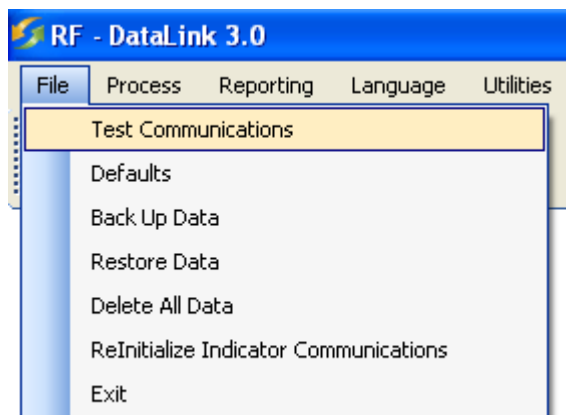 RF - DataLink 3.0
File Process Reporting Language Utilities
Test Communications
Defaults
Back Up Data
Restore Data
Delete All Data
ReInitialize Indicator Communications
Exit